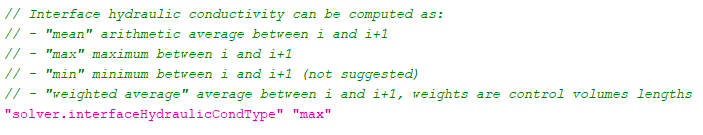 // Interface hydraulic conductivity can be computed as:
// - "mean" arithmetic average between i and i+1
// - "max" maximum between i and i+1
// - "min" minimum between i and i+1 (not suggested)
// - "weighted average" average between i and i+1, weights are control volumes lengths
"solver.interfaceHydraulicCondType" "max"